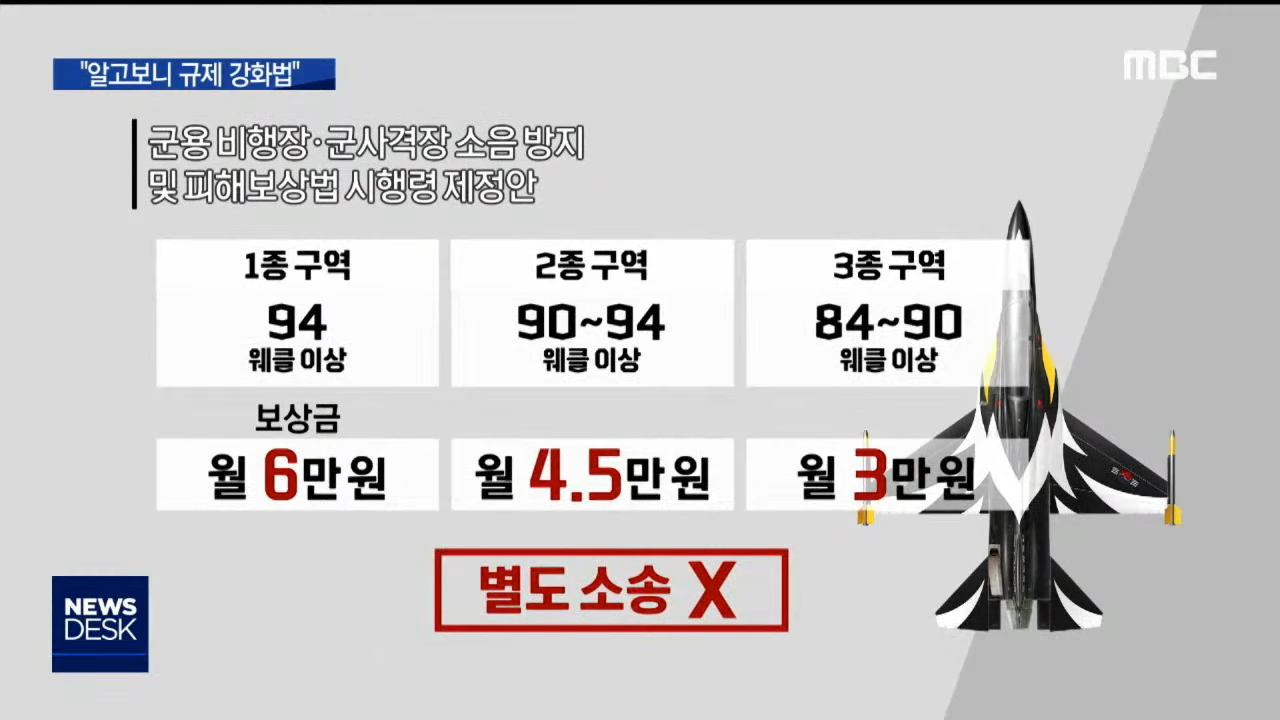 "알고보니 규제 강화법"
MBC
군용 비행장·군사격장 소음 방지
및 피해보상법 시행령 제정안
1종 구역
94
웨클 이상
2종 구역
90~94
웨클 이상
3종 구역
84~90
웨클 이상
보상금
월 6만 원
월 4.5만 원
월 3만 원
별도 소송 X
NEWS
DESK